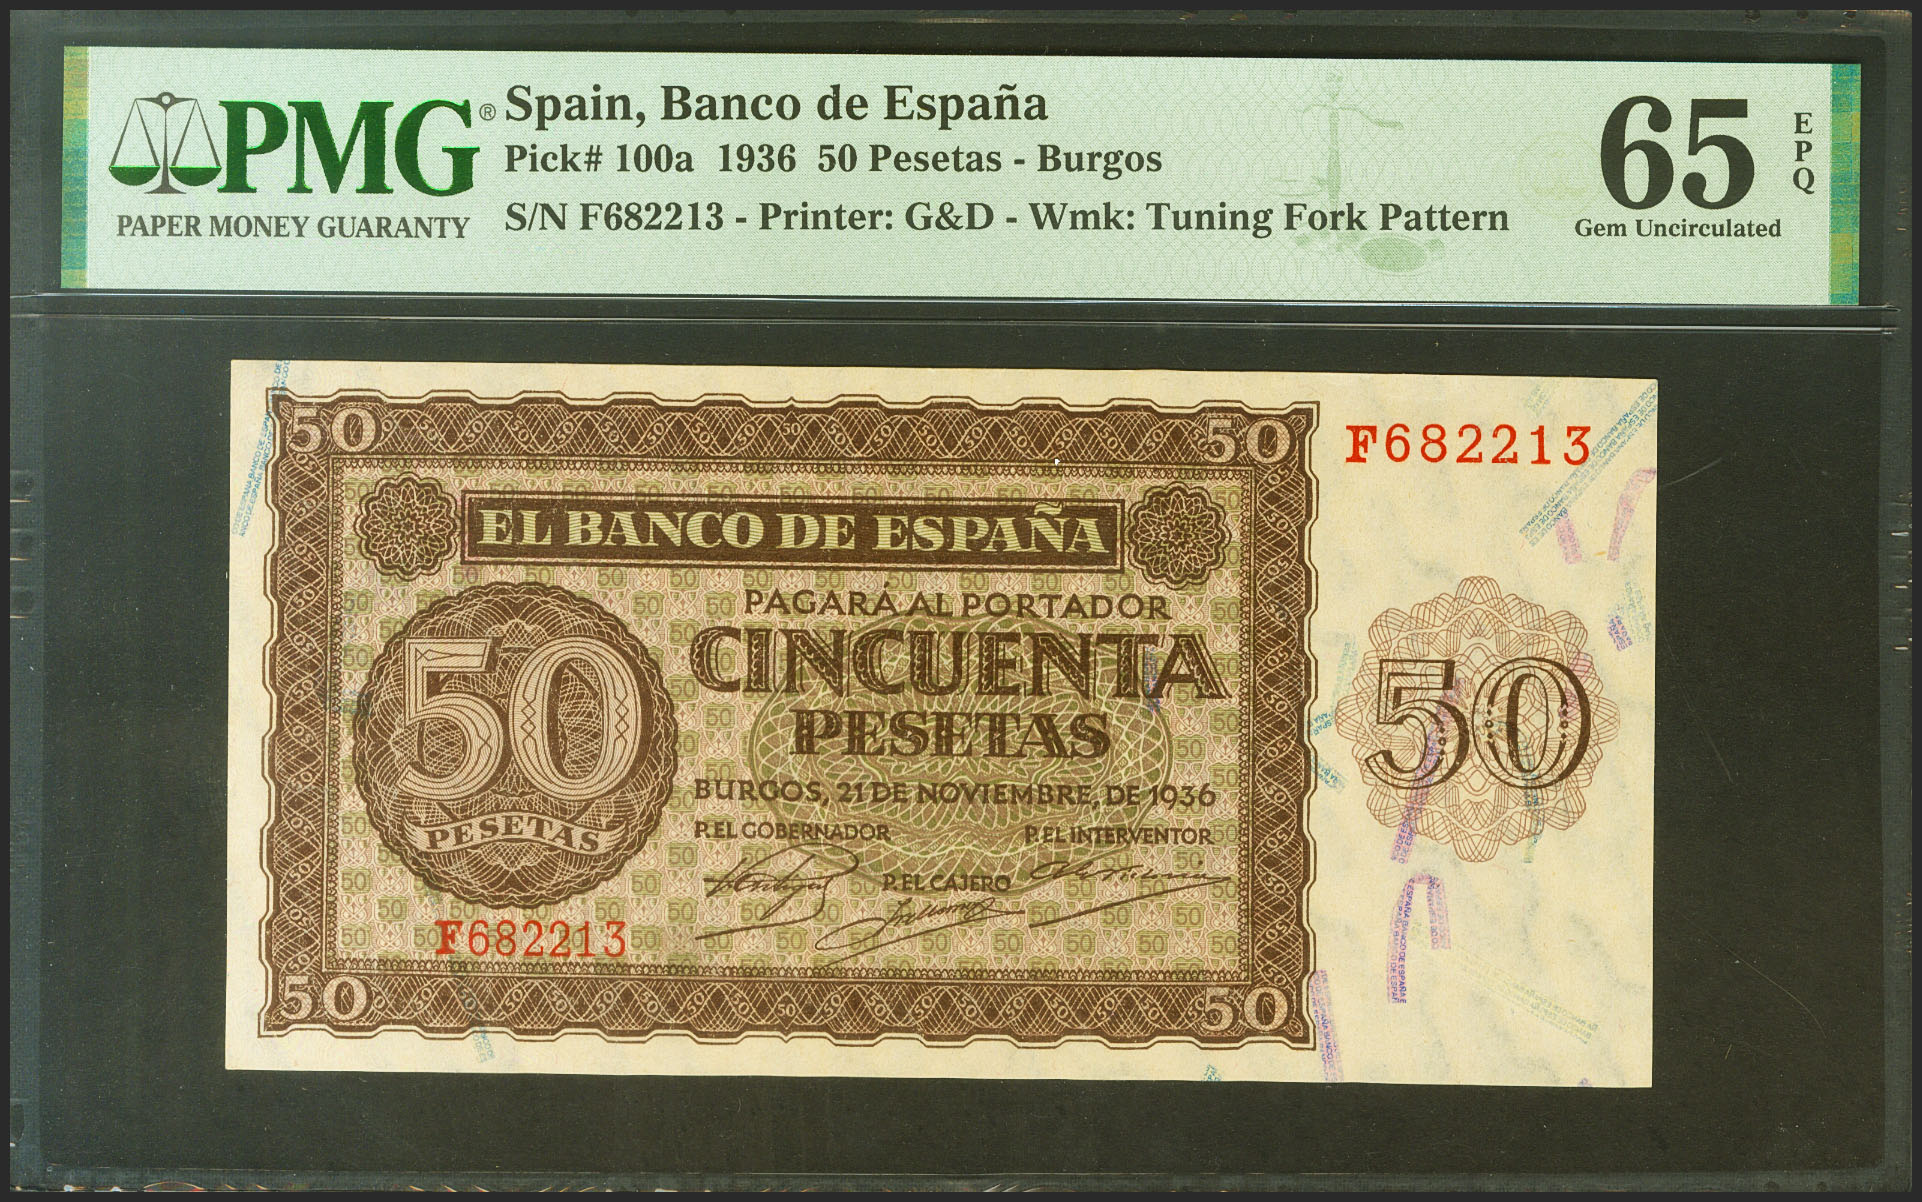 PMG®
PAPER MONEY GUARANTY
Spain, Banco de España
Pick# 100a 1936 50 Pesetas - Burgos
S/N F682213 - Printer: G&D - Wmk: Tuning Fork Pattern
65
EPQ
Gem Uncirculated
50
50
F682213
EL BANCO DE ESPAÑA
PAGARÁ AL PORTADOR
CINCUENTA
PESETAS
50
PESETAS
50
BURGOS, 21 DE NOVIEMBRE, DE 1936
P. EL GOBERNADOR
P. EL INTERVENTOR
P. EL CAJERO
F682213
50
50